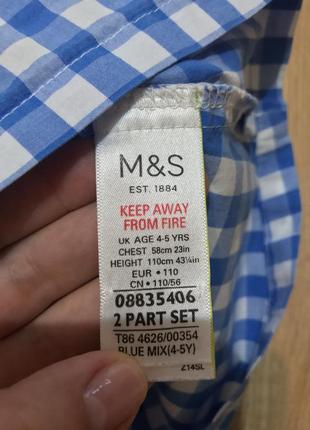 M&S
EST. 1884
KEEP AWAY
FROM FIRE
UK AGE 4-5 YRS
CHEST 58cm 23in
HEIGHT 110cm 43¼in
EUR • 110
CN • 110/56
08835406
2 PART SET
T86 4626/00354
BLUE MIX(4-5Y)
Z14SL